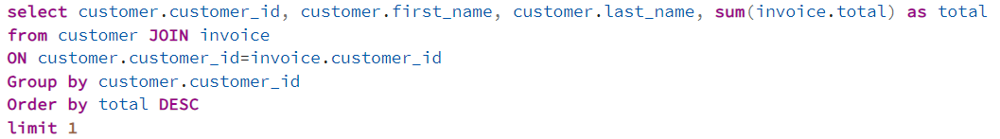 select customer.customer_id, customer.first_name, customer.last_name, sum(invoice.total) as total
from customer JOIN invoice
ON customer.customer_id=invoice.customer_id
Group by customer.customer_id
Order by total DESC
limit 1